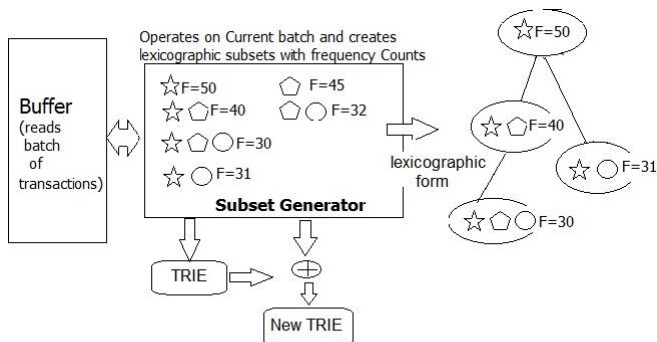 Operates on Current batch and creates
lexicographic subsets with frequency Counts
Buffer
(reads
batch
of
transactions)
F=50
F=45
F=40
F=32
F=30
F=31
Subset Generator
lexicographic
form
F=50
F=40
F=31
F=30
TRIE
New TRIE